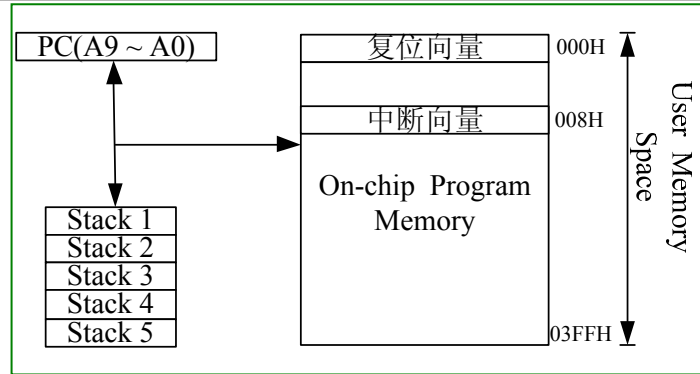 PC(A9 ~ A0)
Stack 1
Stack 2
Stack 3
Stack 4
Stack 5
复位向量
000H
中断向量
008H
On-chip Program
Memory
03FFH
User Memory
Space